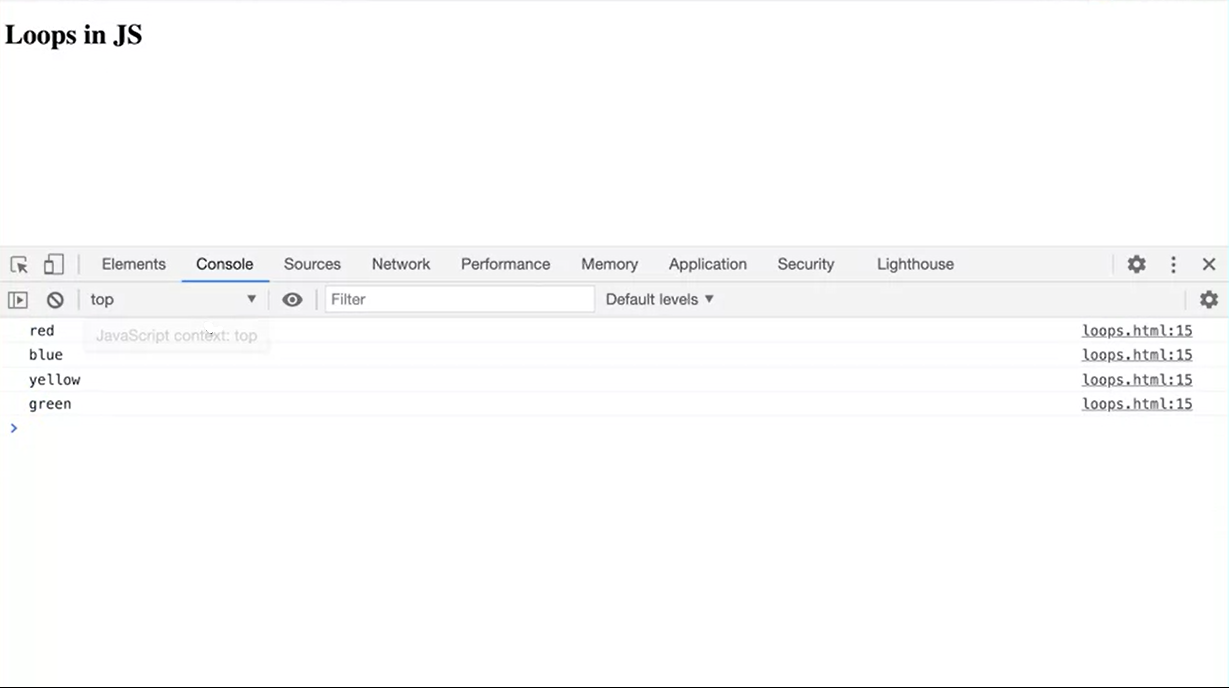 Loops in JS
Elements Console Sources Network Performance Memory Application Security Lighthouse
top Filter Default levels
red loops.html:15
JavaScript context: top
blue loops.html:15
yellow loops.html:15
green loops.html:15